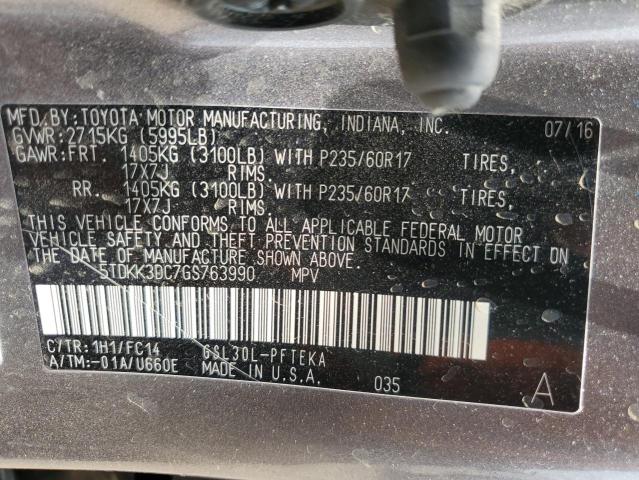 MFD.BY:TOYOTA MOTOR MANUFACTURING, INDIANA, INC. 07/16
GVWR:2715KG (5995LB)
GAWR:FRT. 1405KG (3100LB) WITH P235/60R17 TIRES,
17X7J RIMS.
RR. 1405KG (3100LB) WITH P235/60R17 TIRES,
17X7J RIMS.
THIS VEHICLE CONFORMS TO ALL APPLICABLE FEDERAL MOTOR
VEHICLE SAFETY AND THEFT PREVENTION STANDARDS IN EFFECT ON
THE DATE OF MANUFACTURE SHOWN ABOVE.
5TDKK3DC7GS763990 MPV
C/TR:1H1/FC14 GSL30L-PFTEKA
A/TM:-01A/U660E MADE IN U.S.A. 035 A